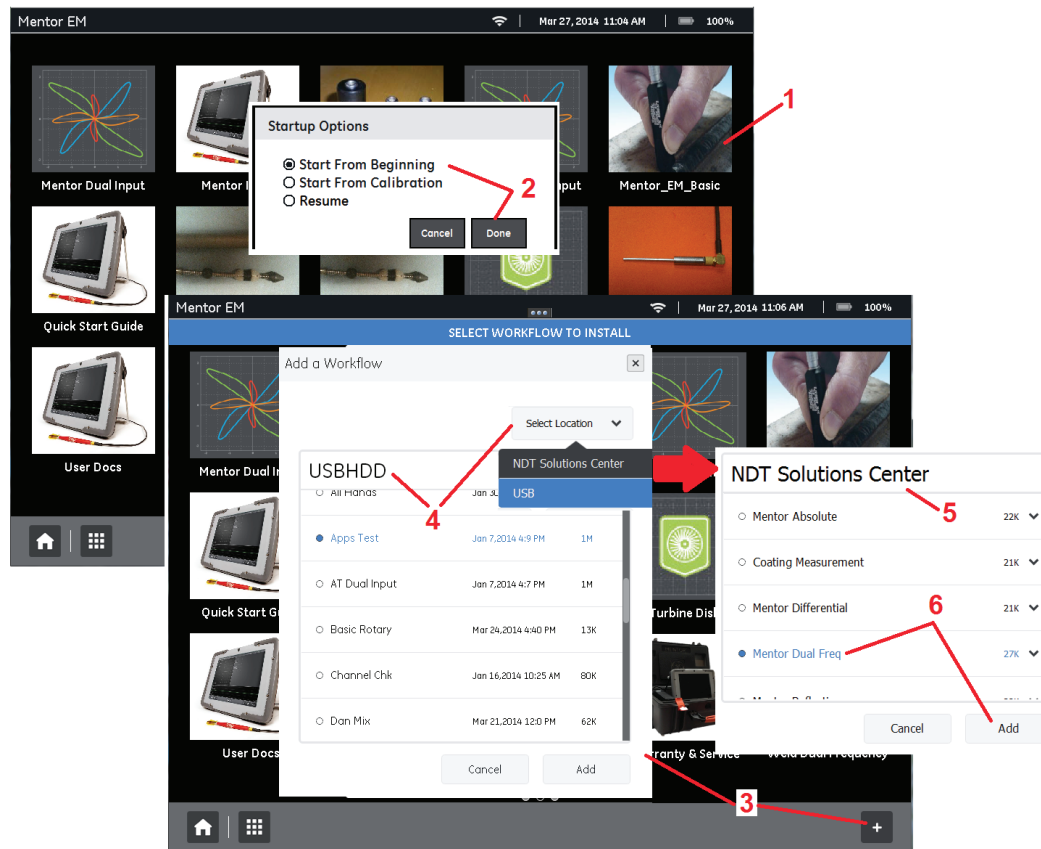 Mentor EM
Mar 27, 2014 11:04 AM
100%
1
Startup Options
Start From Beginning
Start From Calibration
Resume
2
Cancel
Done
Mentor Dual Input
Mentor
Mentor_EM_Basic
Quick Start Guide
User Docs
Mentor EM
Mar 27, 2014 11:06 AM
100%
SELECT WORKFLOW TO INSTALL
Add a Workflow
Select Location
NDT Solutions Center
USB
USBHDD
4
All Hands
Apps Test
Jan 7,2014 4:9 PM
1M
AT Dual Input
Jan 7,2014 4:7 PM
1M
Basic Rotary
Mar 24,2014 4:40 PM
13K
Channel Chk
Jan 16,2014 10:25 AM
80K
Dan Mix
Mar 21,2014 12:0 PM
62K
Cancel
Add
Mentor Dual
Quick Start
User Docs
Turbine
Weld Dual Frequency
3
+
NDT Solutions Center
5
Mentor Absolute
22K
Coating Measurement
21K
6
Mentor Differential
21K
Mentor Dual Freq
27K
Cancel
Add